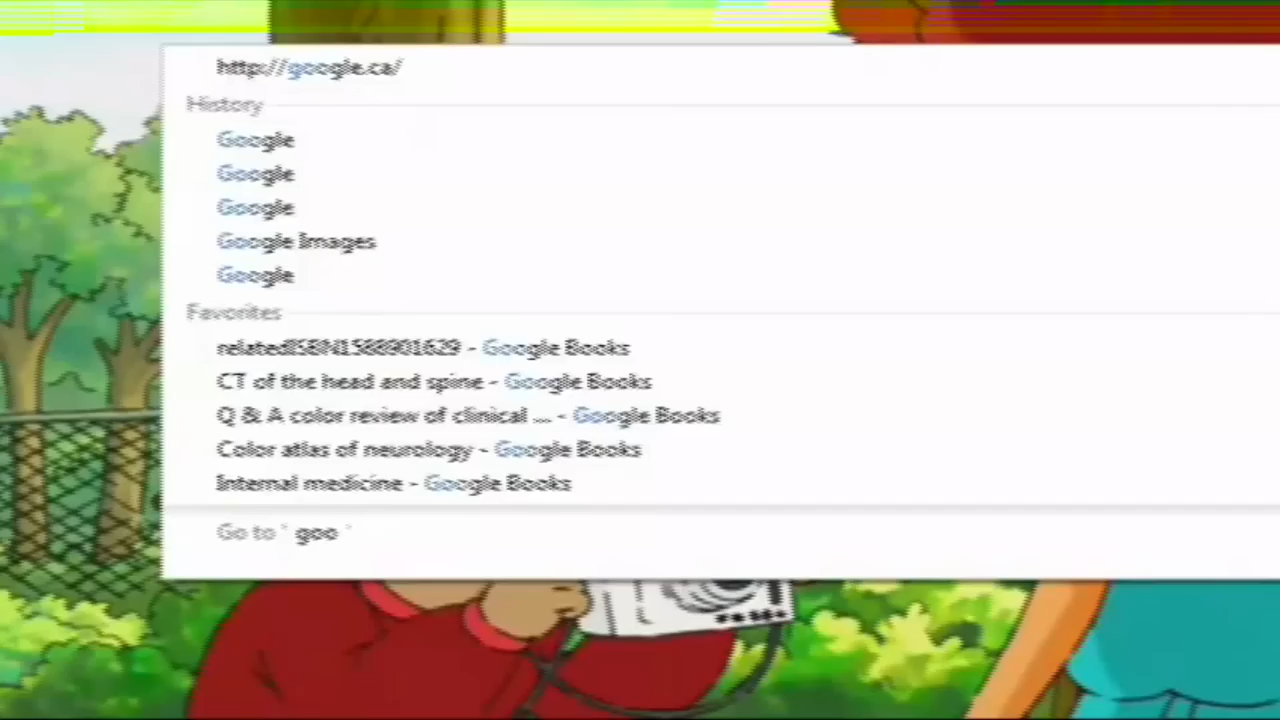 http://google.ca/
History
Google
Google
Google
Google Images
Google
Favorites
relatedISBN1588901629 - Google Books
CT of the head and spine - Google Books
Q & A color review of clinical ... - Google Books
Color atlas of neurology - Google Books
Internal medicine - Google Books
Go to ' goo '